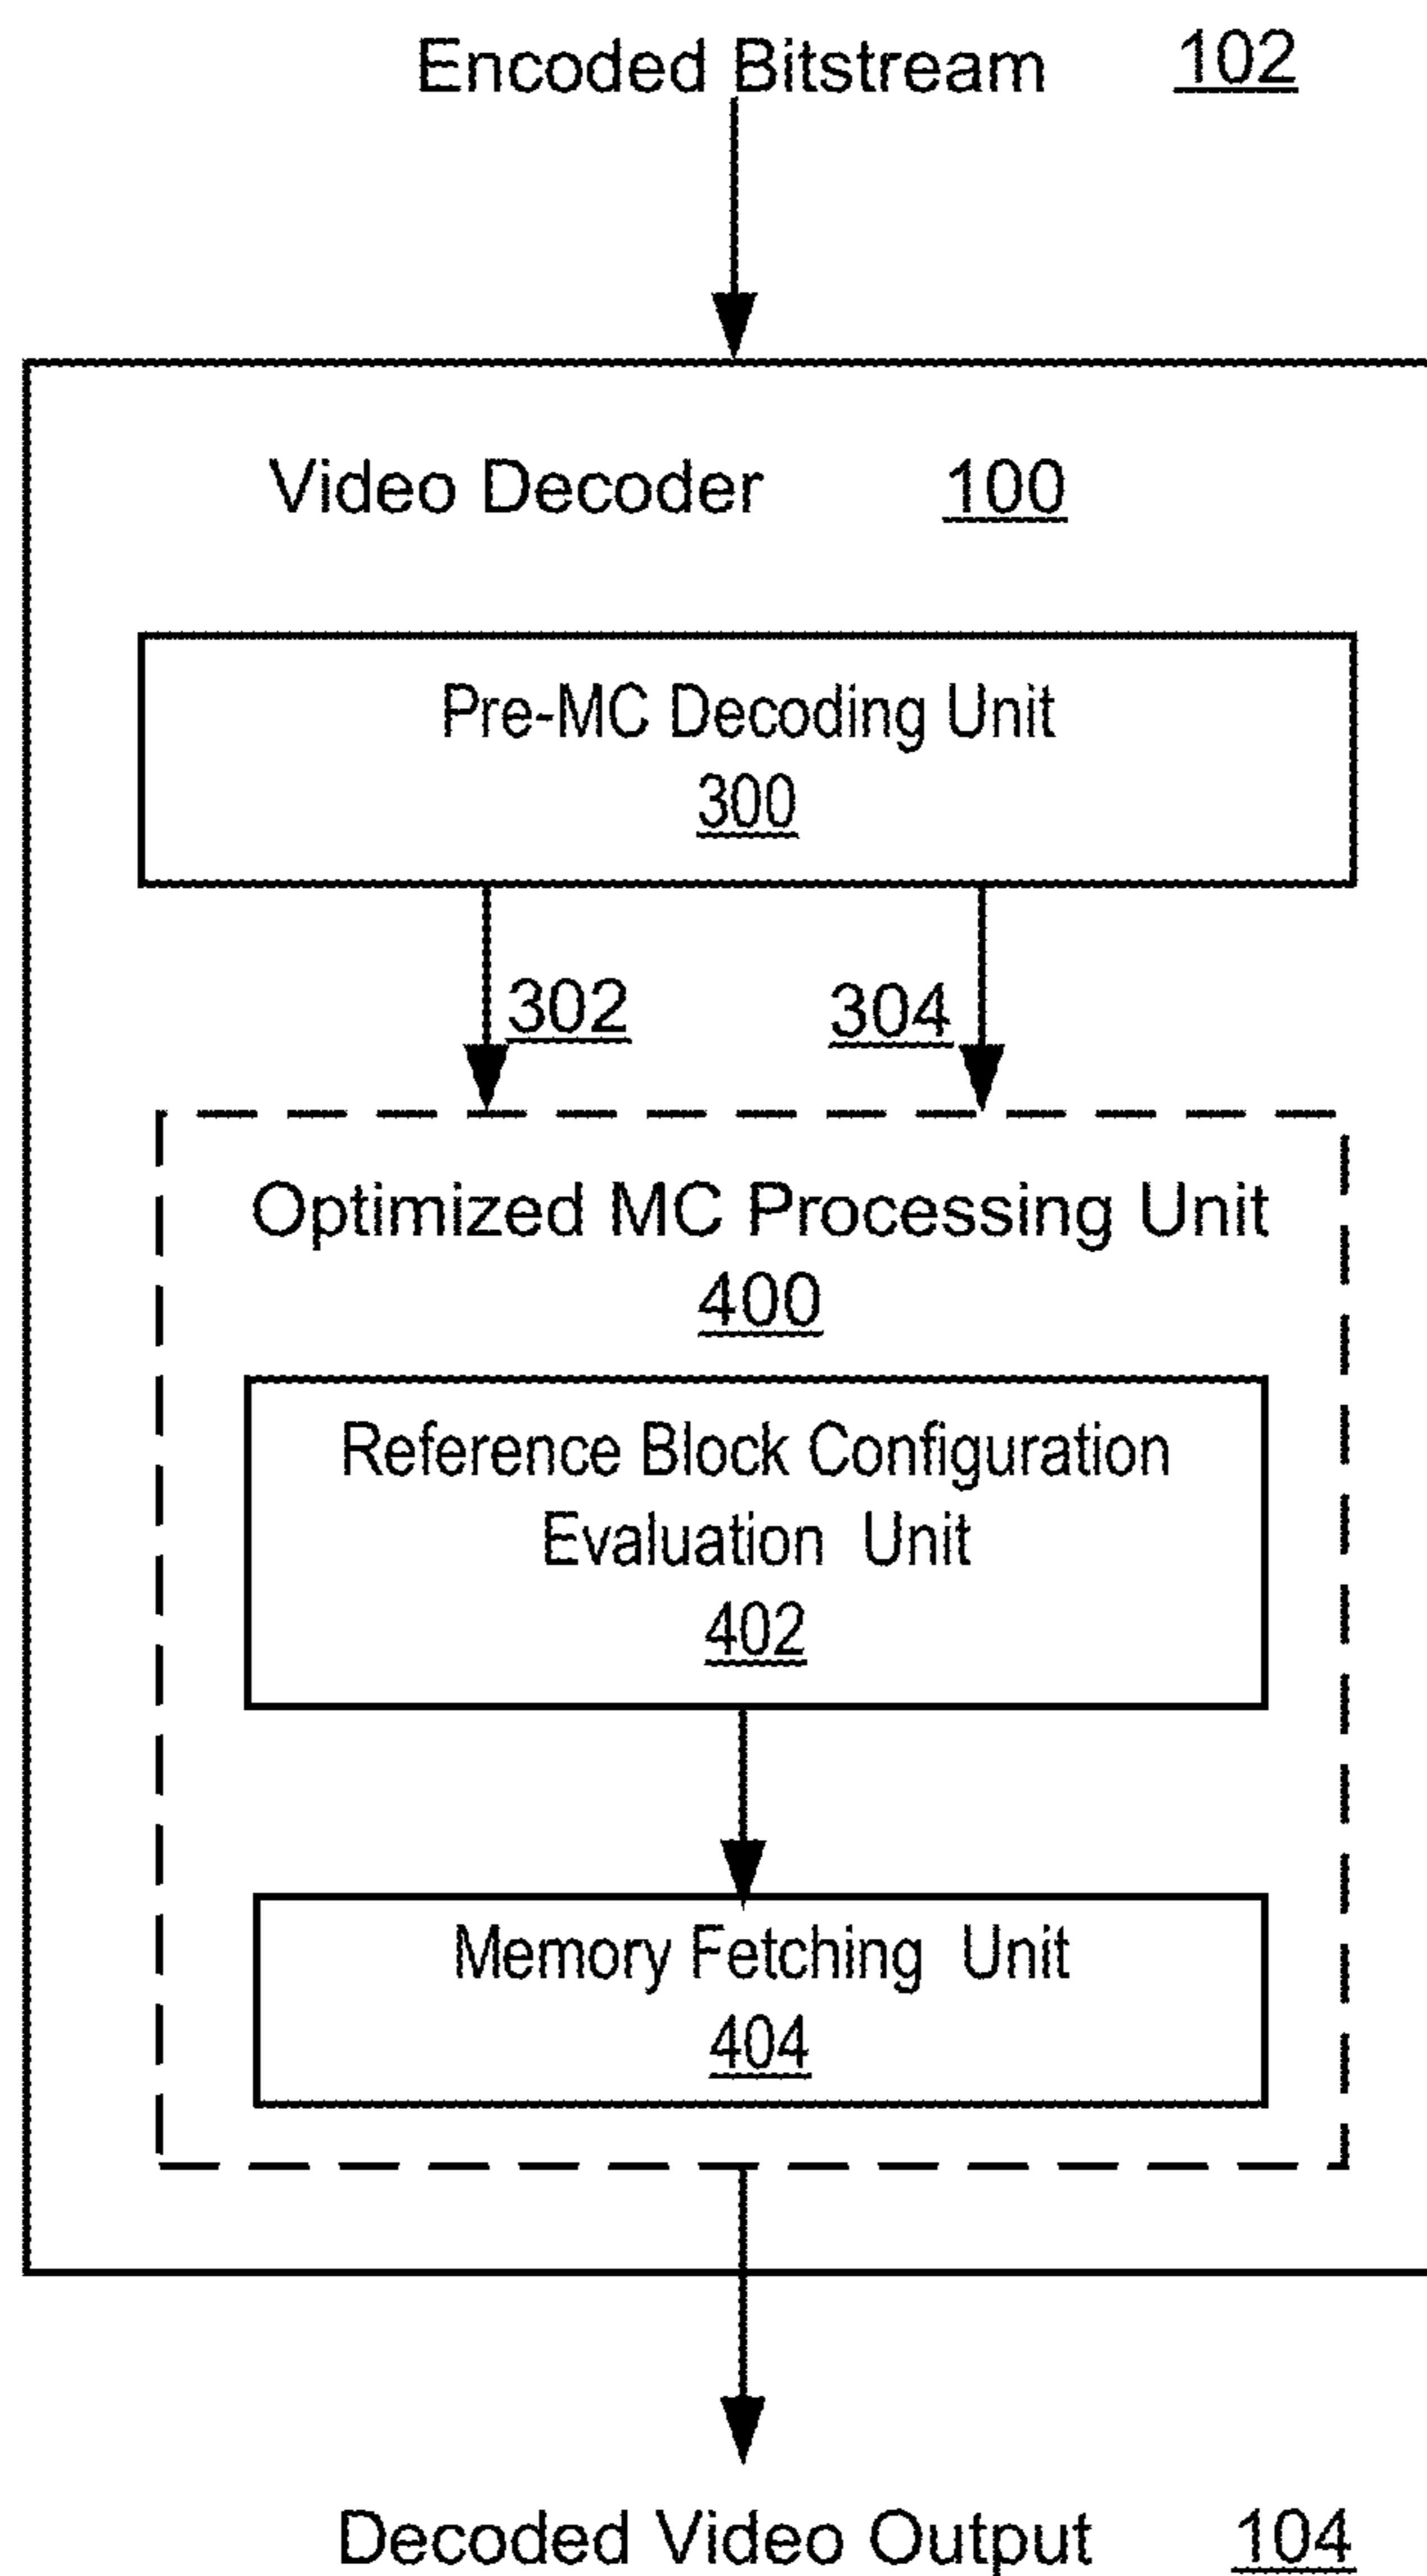 Encoded Bitstream 102
Video Decoder 100
Pre-MC Decoding Unit
300
302 304
Optimized MC Processing Unit
400
Reference Block Configuration
Evaluation Unit
402
Memory Fetching Unit
404
Decoded Video Output 104